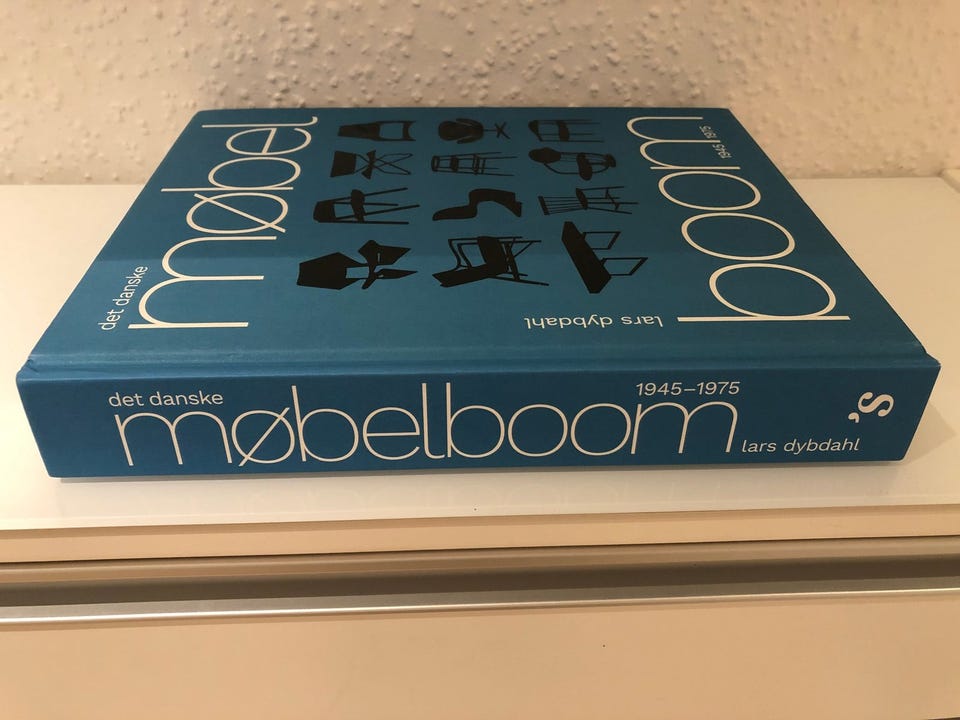 det danske
møbel
boom
1945 1975
lars dybdahl
det danske
møbelboom
1945–1975
lars dybdahl
's